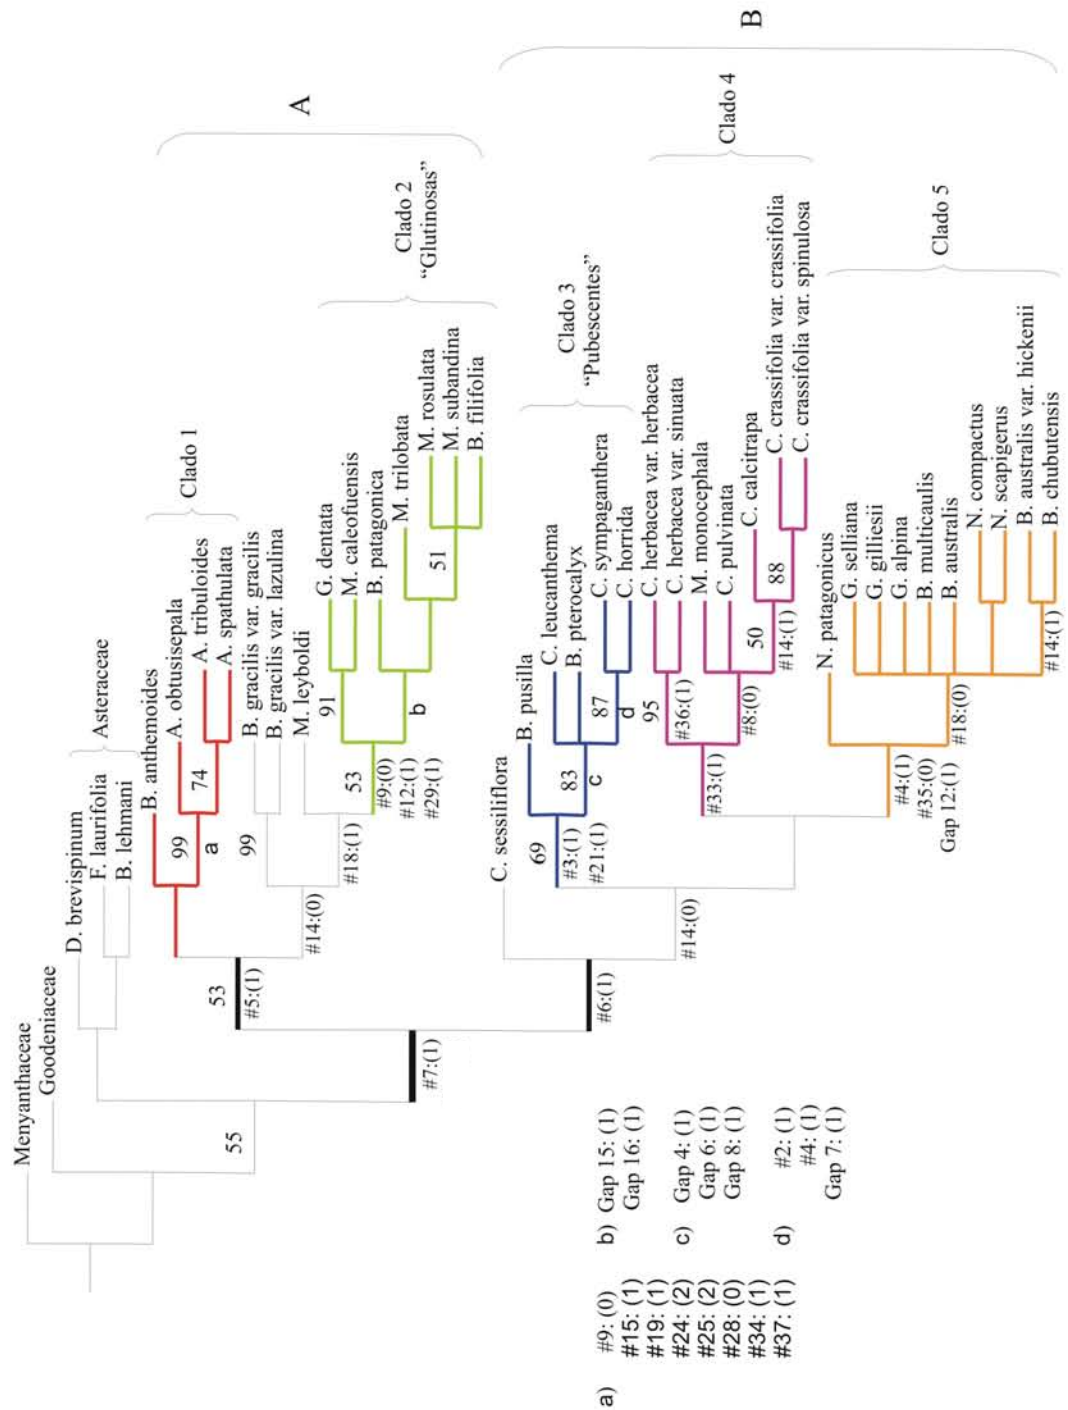 Menyanthaceae
Goodeniaceae
D. brevispinum
F. laurifolia
B. lehmani
Asteraceae
B. anthemoides
A. obtusisepala
A. tribuloides
A. spathulata
Clado 1
B. gracilis var. gracilis
B. gracilis var. lazulina
M. leyboldi
G. dentata
M. caleofuensis
B. patagonica
M. trilobata
M. rosulata
M. subandina
B. filifolia
Clado 2
“Glutinosas”
A
C. sessiliflora
B. pusilla
C. leucanthema
B. pterocalyx
C. sympaganthera
C. horrida
Clado 3
“Pubescentes”
C. herbacea var. herbacea
C. herbacea var. sinuata
M. monocephala
C. pulvinata
C. calcitrapa
C. crassifolia var. crassifolia
C. crassifolia var. spinulosa
Clado 4
N. patagonicus
G. selliana
G. gilliesii
G. alpina
B. multicaulis
B. australis
N. compactus
N. scapigerus
B. australis var. hickenii
B. chubutensis
Clado 5
B
55
#7:(1)
53
#5:(1)
99
a
74
99
#14:(0)
#18:(1)
53
#9:(0)
#12:(1)
#29:(1)
91
b
51
#6:(1)
#14:(0)
69
#3:(1)
#21:(1)
83
c
87
d
#33:(1)
95
#36:(1)
#8:(0)
50
#14:(1)
88
#4:(1)
#35:(0)
Gap 12:(1)
#18:(0)
#14:(1)
a) #9: (0)
#15: (1)
#19: (1)
#24: (2)
#25: (2)
#28: (0)
#34: (1)
#37: (1)
b) Gap 15: (1)
Gap 16: (1)
c) Gap 4: (1)
Gap 6: (1)
Gap 8: (1)
d) #2: (1)
#4: (1)
Gap 7: (1)